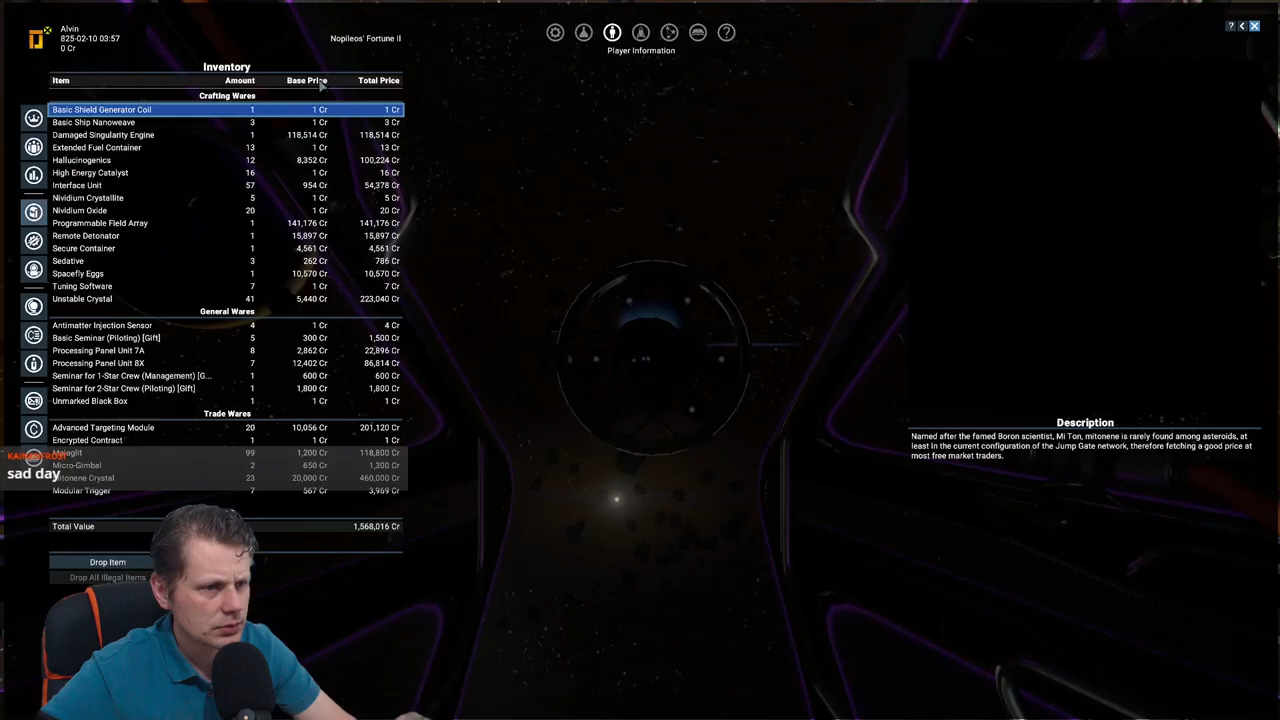 Alvin
825-02-10 03:57
0 Cr
Nopileos' Fortune II
Player Information
? < X
Inventory
Item Amount Base Price Total Price
Crafting Wares
Basic Shield Generator Coil 1 1 Cr 1 Cr
Basic Ship Nanoweave 3 1 Cr 3 Cr
Damaged Singularity Engine 1 118,514 Cr 118,514 Cr
Extended Fuel Container 13 1 Cr 13 Cr
Hallucinogenics 12 8,352 Cr 100,224 Cr
High Energy Catalyst 16 1 Cr 16 Cr
Interface Unit 57 954 Cr 54,378 Cr
Nividium Crystallite 5 1 Cr 5 Cr
Nividium Oxide 20 1 Cr 20 Cr
Programmable Field Array 1 141,176 Cr 141,176 Cr
Remote Detonator 1 15,897 Cr 15,897 Cr
Secure Container 1 4,561 Cr 4,561 Cr
Sedative 3 262 Cr 786 Cr
Spacefly Eggs 1 10,570 Cr 10,570 Cr
Tuning Software 7 1 Cr 7 Cr
Unstable Crystal 41 5,440 Cr 223,040 Cr
General Wares
Antimatter Injection Sensor 4 1 Cr 4 Cr
Basic Seminar (Piloting) [Gift] 5 300 Cr 1,500 Cr
Processing Panel Unit 7A 8 2,862 Cr 22,896 Cr
Processing Panel Unit 8X 7 12,402 Cr 86,814 Cr
Seminar for 1-Star Crew (Management) [G... 1 600 Cr 600 Cr
Seminar for 2-Star Crew (Piloting) [Gift] 1 1,800 Cr 1,800 Cr
Unmarked Black Box 1 1 Cr 1 Cr
Trade Wares
Advanced Targeting Module 20 10,056 Cr 201,120 Cr
Encrypted Contract 1 1 Cr 1 Cr
99 1,200 Cr 118,800 Cr
Micro-Gimbal 2 650 Cr 1,300 Cr
sad day
Mitonene Crystal 23 20,000 Cr 460,000 Cr
Modular Trigger 7 567 Cr 3,969 Cr
Total Value 1,568,016 Cr
Drop Item
Drop All Illegal Items
Description
Named after the famed Boron scientist, Mi Ton, mitonene is rarely found among asteroids, at
least in the current configuration of the Jump Gate network, therefore fetching a good price at
most free market traders.